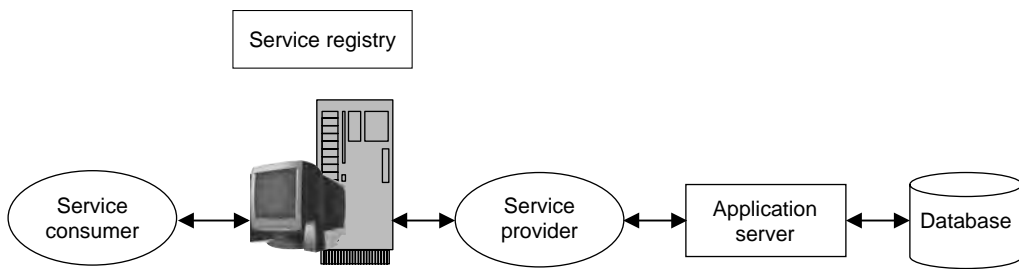 Service registry
Service
consumer
Service
provider
Application
server
Database